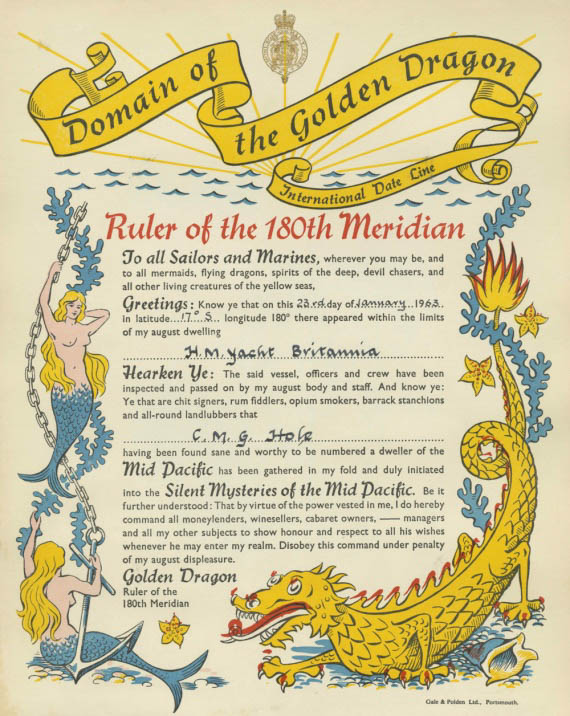 Domain of
the Golden Dragon
International Date Line
Ruler of the 180th Meridian
To all Sailors and Marines, wherever you may be, and
to all mermaids, flying dragons, spirits of the deep, devil chasers, and
all other living creatures of the yellow seas,
Greetings: Know ye that on this 23rd day of January 1963
in latitude 17° S longitude 180° there appeared within the limits
of my august dwelling
H.M. Yacht Britannia
Hearken Ye: The said vessel, officers and crew have been
inspected and passed on by my august body and staff. And know ye:
Ye that are chit signers, rum fiddlers, opium smokers, barrack stanchions
and all-round landlubbers that
C. M. G.
having been found sane and worthy to be numbered a dweller of the
Mid Pacific has been gathered in my fold and duly initiated
into the Silent Mysteries of the Mid Pacific. Be it
further understood: That by virtue of the power vested in me, I do hereby
command all moneylenders, winesellers, cabaret owners, —— managers
and all my other subjects to show honour and respect to all his wishes
whenever he may enter my realm. Disobey this command under penalty
of my august displeasure.
Golden Dragon
Ruler of the
180th Meridian
Gale & Polden Ltd., Portsmouth.